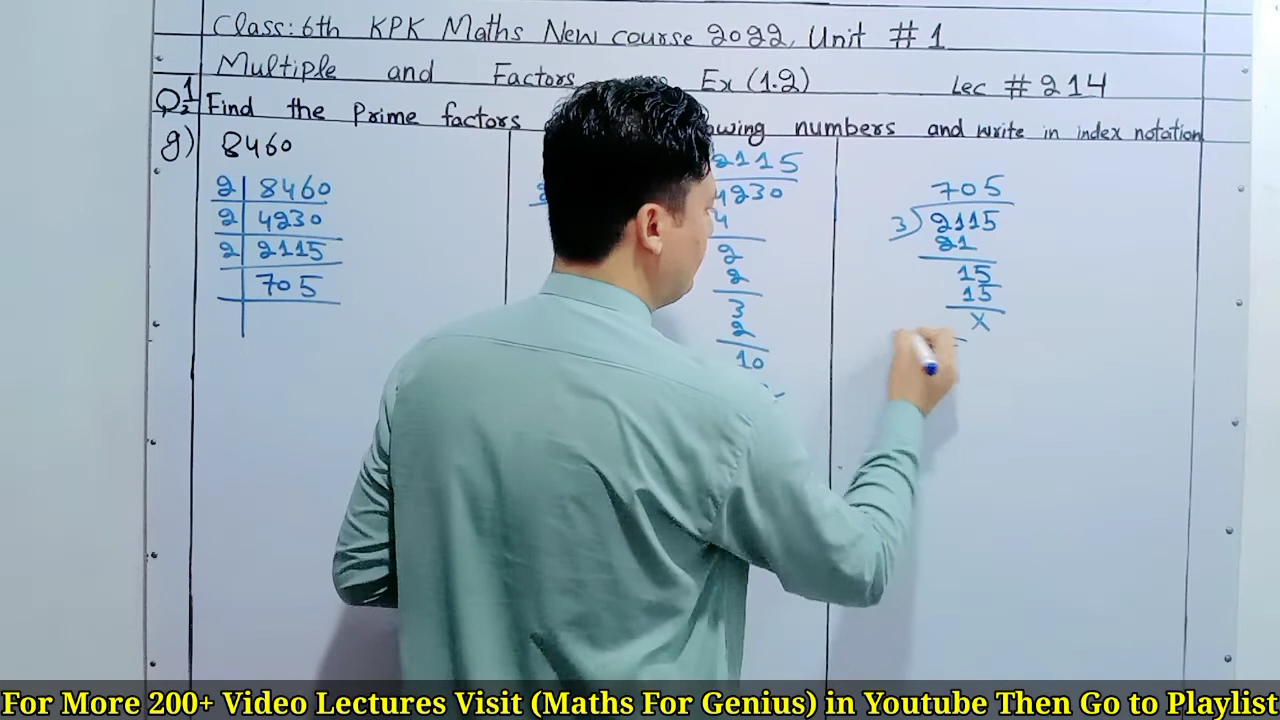 Class: 6th KPK Maths New course 2022, Unit # 1
Multiple and Factors Ex (1.2) Lec # 214
Q1/2 Find the Prime factors owing numbers and write in index notation
g) 8460
2 | 8460
2 | 4230
2 | 2115
705
2115
4230
4
2
2
3
2
10
705
3 ) 2115
21
15
15
X
For More 200+ Video Lectures Visit (Maths For Genius) in Youtube Then Go to Playlist